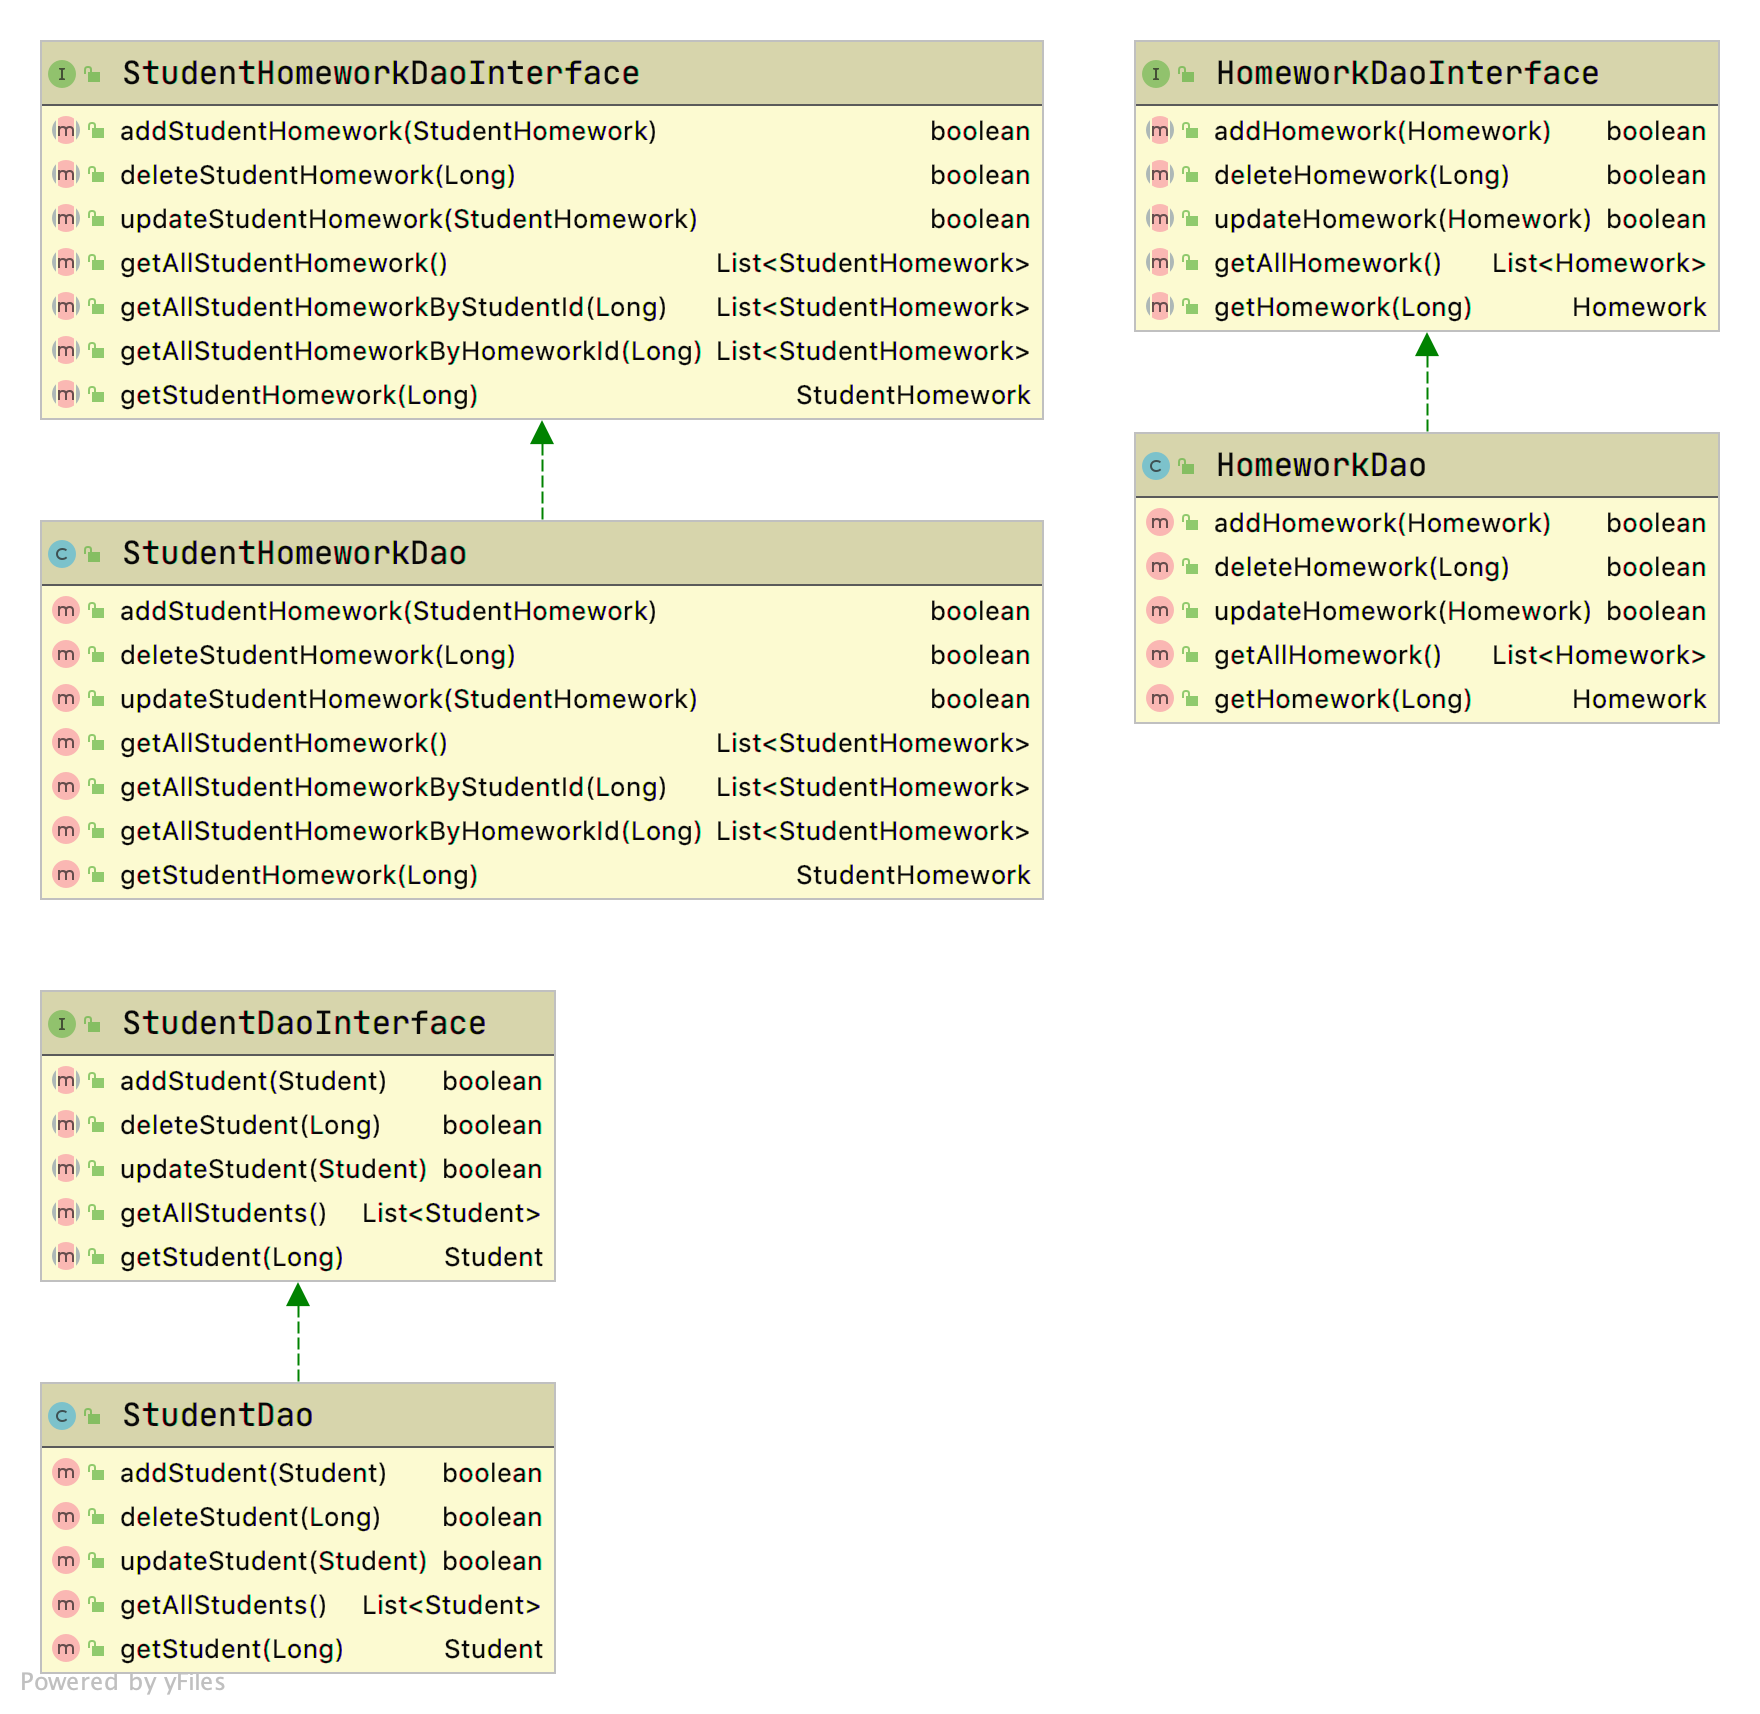 StudentHomeworkDaoInterface
addStudentHomework(StudentHomework) boolean
deleteStudentHomework(Long) boolean
updateStudentHomework(StudentHomework) boolean
getAllStudentHomework() List<StudentHomework>
getAllStudentHomeworkByStudentId(Long) List<StudentHomework>
getAllStudentHomeworkByHomeworkId(Long) List<StudentHomework>
getStudentHomework(Long) StudentHomework
HomeworkDaoInterface
addHomework(Homework) boolean
deleteHomework(Long) boolean
updateHomework(Homework) boolean
getAllHomework() List<Homework>
getHomework(Long) Homework
StudentHomeworkDao
addStudentHomework(StudentHomework) boolean
deleteStudentHomework(Long) boolean
updateStudentHomework(StudentHomework) boolean
getAllStudentHomework() List<StudentHomework>
getAllStudentHomeworkByStudentId(Long) List<StudentHomework>
getAllStudentHomeworkByHomeworkId(Long) List<StudentHomework>
getStudentHomework(Long) StudentHomework
HomeworkDao
addHomework(Homework) boolean
deleteHomework(Long) boolean
updateHomework(Homework) boolean
getAllHomework() List<Homework>
getHomework(Long) Homework
StudentDaoInterface
addStudent(Student) boolean
deleteStudent(Long) boolean
updateStudent(Student) boolean
getAllStudents() List<Student>
getStudent(Long) Student
StudentDao
addStudent(Student) boolean
deleteStudent(Long) boolean
updateStudent(Student) boolean
getAllStudents() List<Student>
getStudent(Long) Student
Powered by yFiles